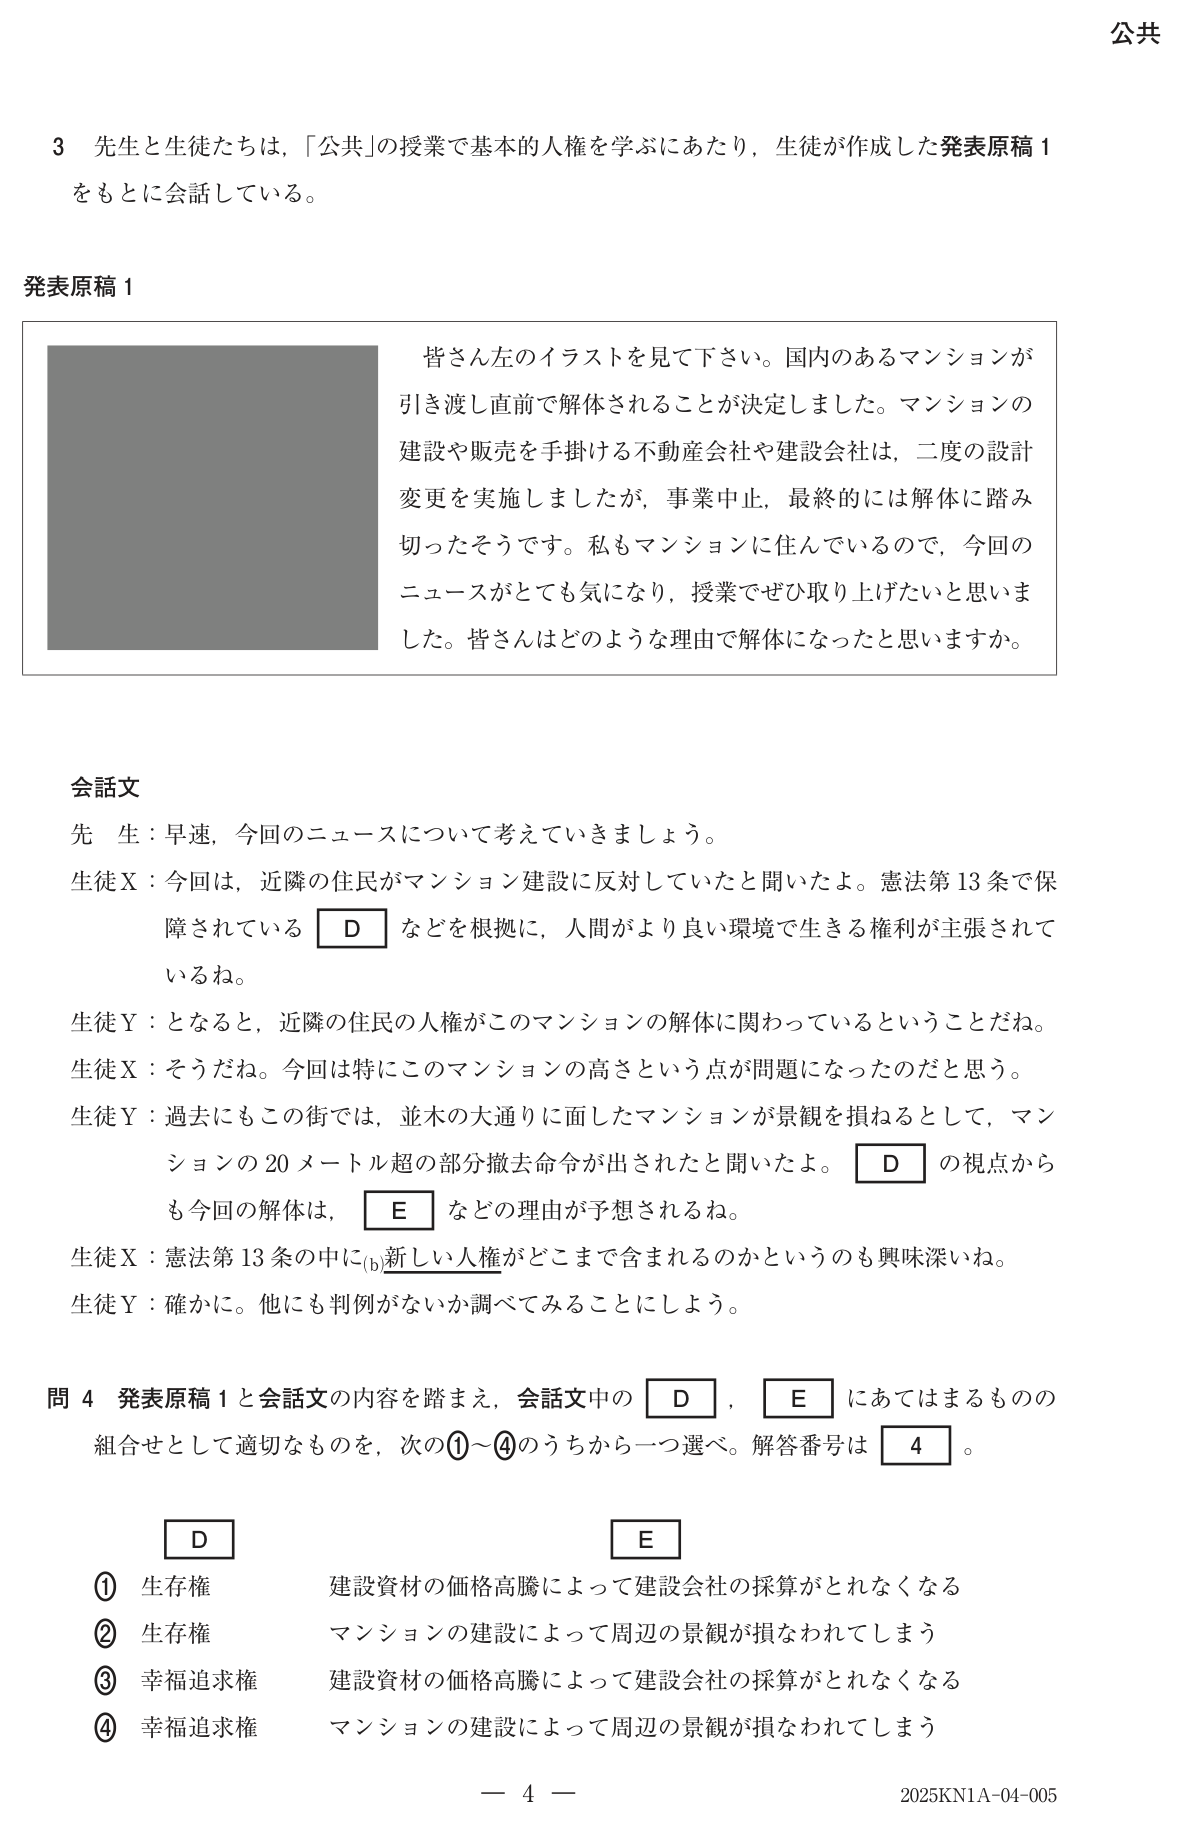 公共
3 先生と生徒たちは，「公共」の授業で基本的人権を学ぶにあたり，生徒が作成した発表原稿1
をもとに会話している。
発表原稿1
皆さん左のイラストを見て下さい。国内のあるマンションが
引き渡し直前で解体されることが決定しました。マンションの
建設や販売を手掛ける不動産会社や建設会社は，二度の設計
変更を実施しましたが，事業中止，最終的には解体に踏み
切ったそうです。私もマンションに住んでいるので，今回の
ニュースがとても気になり，授業でぜひ取り上げたいと思いま
した。皆さんはどのような理由で解体になったと思いますか。
会話文
先　生：早速，今回のニュースについて考えていきましょう。
生徒X：今回は，近隣の住民がマンション建設に反対していたと聞いたよ。憲法第13条で保
障されている D などを根拠に，人間がより良い環境で生きる権利が主張されて
いるね。
生徒Y：となると，近隣の住民の人権がこのマンションの解体に関わっているということだね。
生徒X：そうだね。今回は特にこのマンションの高さという点が問題になったのだと思う。
生徒Y：過去にもこの街では，並木の大通りに面したマンションが景観を損ねるとして，マン
ションの20メートル超の部分撤去命令が出されたと聞いたよ。 D の視点から
も今回の解体は， E などの理由が予想されるね。
生徒X：憲法第13条の中に(b)新しい人権がどこまで含まれるのかというのも興味深いね。
生徒Y：確かに。他にも判例がないか調べてみることにしよう。
問 4 発表原稿1と会話文の内容を踏まえ，会話文中の D ， E にあてはまるものの
組合せとして適切なものを，次の①～④のうちから一つ選べ。解答番号は 4 。
D E
① 生存権 建設資材の価格高騰によって建設会社の採算がとれなくなる
② 生存権 マンションの建設によって周辺の景観が損なわれてしまう
③ 幸福追求権 建設資材の価格高騰によって建設会社の採算がとれなくなる
④ 幸福追求権 マンションの建設によって周辺の景観が損なわれてしまう
― 4 ―
2025KN1A-04-005